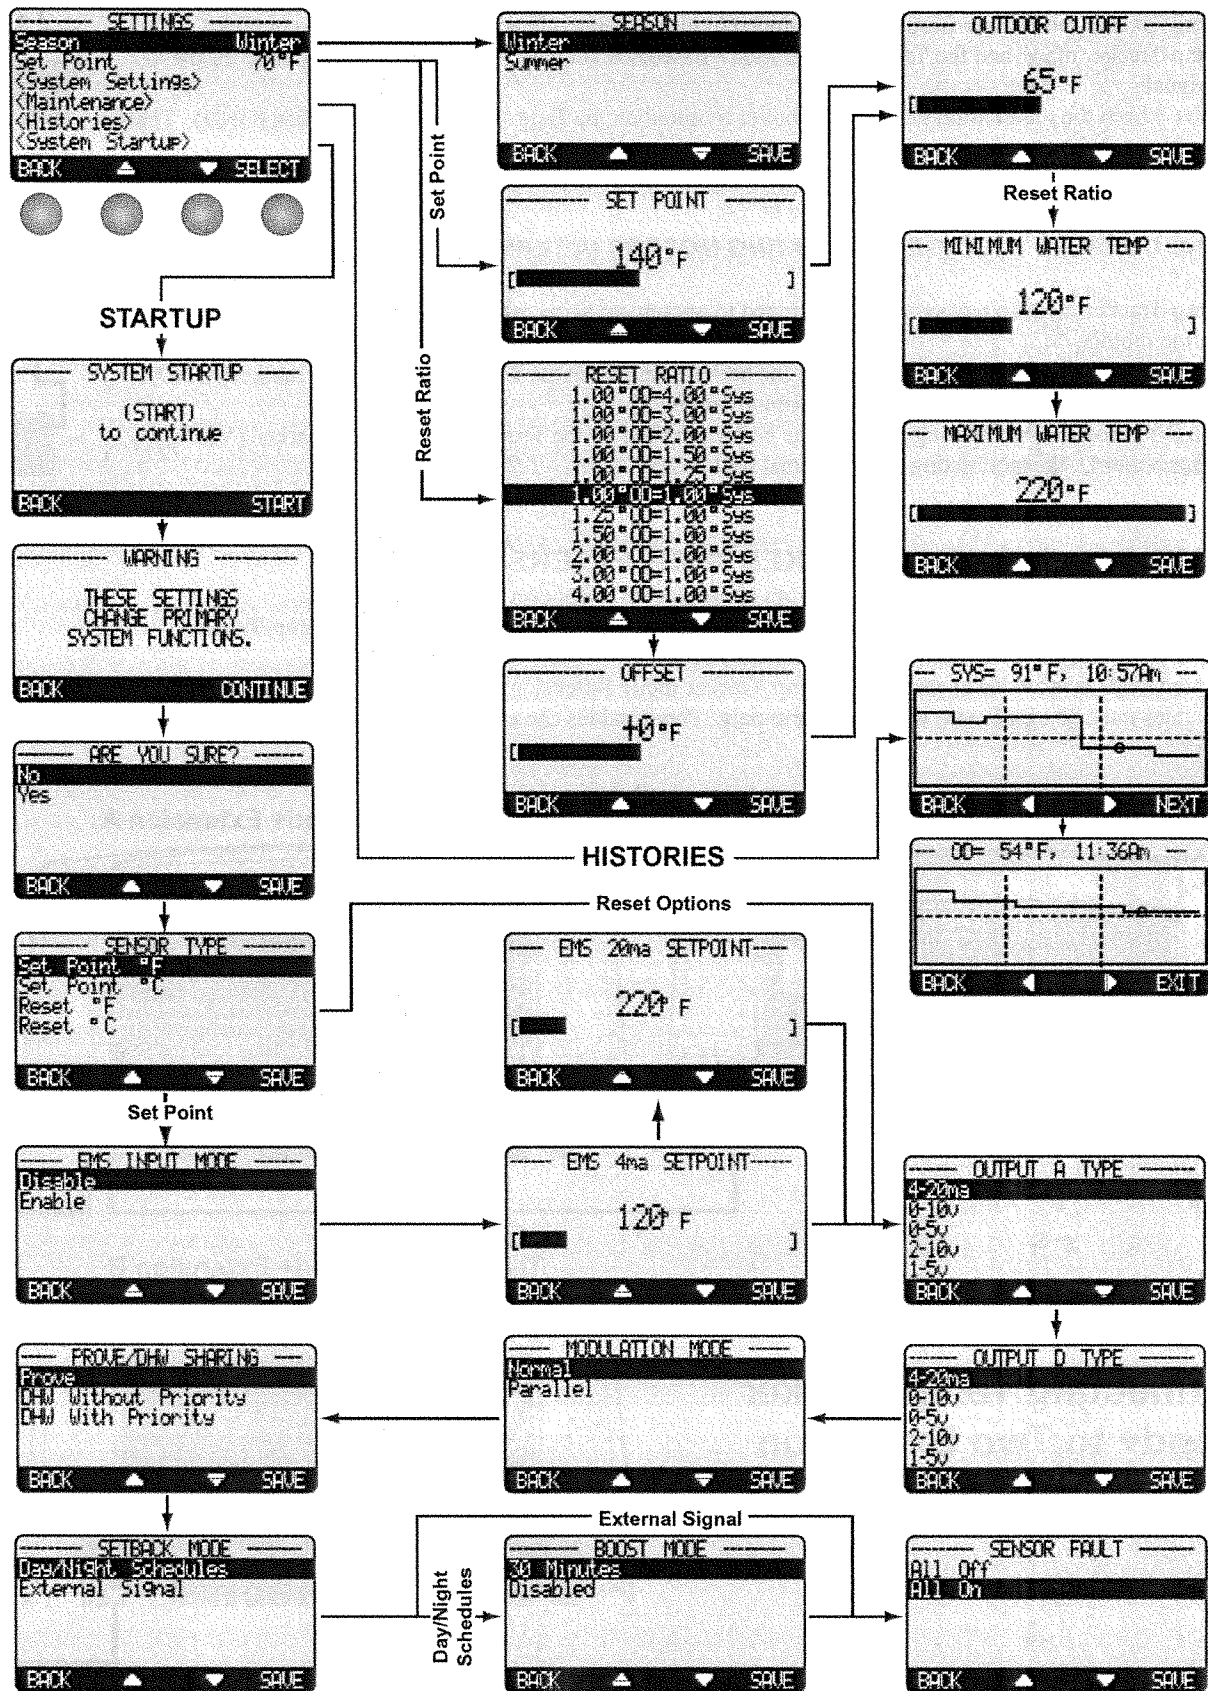 SETTINGS
Season Winter
Set Point 70°F
<System Settings>
<Maintenance>
<Histories>
<System Startup>
BACK SELECT
SEASON
Winter
Summer
BACK SAVE
OUTDOOR CUTOFF
65°F
[
BACK SAVE
Set Point
SET POINT
140°F
[ ]
BACK SAVE
Reset Ratio
MINIMUM WATER TEMP
120°F
[ ]
BACK SAVE
STARTUP
SYSTEM STARTUP
(START)
to continue
BACK START
Reset Ratio
RESET RATIO
1.00°OD=4.00°Sys
1.00°OD=3.00°Sys
1.00°OD=2.00°Sys
1.00°OD=1.50°Sys
1.00°OD=1.25°Sys
1.00°OD=1.00°Sys
1.25°OD=1.00°Sys
1.50°OD=1.00°Sys
2.00°OD=1.00°Sys
3.00°OD=1.00°Sys
4.00°OD=1.00°Sys
BACK SAVE
MAXIMUM WATER TEMP
220°F
[ ]
BACK SAVE
WARNING
THESE SETTINGS
CHANGE PRIMARY
SYSTEM FUNCTIONS.
BACK CONTINUE
OFFSET
+0°F
[
BACK SAVE
SYS= 91°F, 10:57Am
BACK NEXT
ARE YOU SURE?
No
Yes
BACK SAVE
HISTORIES
OD= 54°F, 11:36Am
BACK EXIT
Reset Options
SENSOR TYPE
Set Point °F
Set Point °C
Reset °F
Reset °C
BACK SAVE
EMS 20ma SETPOINT
220° F
[ ]
BACK SAVE
Set Point
EMS INPUT MODE
Disable
Enable
BACK SAVE
EMS 4ma SETPOINT
120° F
[ ]
BACK SAVE
OUTPUT A TYPE
4-20ma
0-10v
0-5v
2-10v
1-5v
BACK SAVE
PROVE/DHW SHARING
Prove
DHW Without Priority
DHW With Priority
BACK SAVE
MODULATION MODE
Normal
Parallel
BACK SAVE
OUTPUT D TYPE
4-20ma
0-10v
0-5v
2-10v
1-5v
BACK SAVE
External Signal
SETBACK MODE
Day/Night Schedules
External Signal
BACK SAVE
Day/Night
Schedules
BOOST MODE
30 Minutes
Disabled
BACK SAVE
SENSOR FAULT
All Off
All On
BACK SAVE